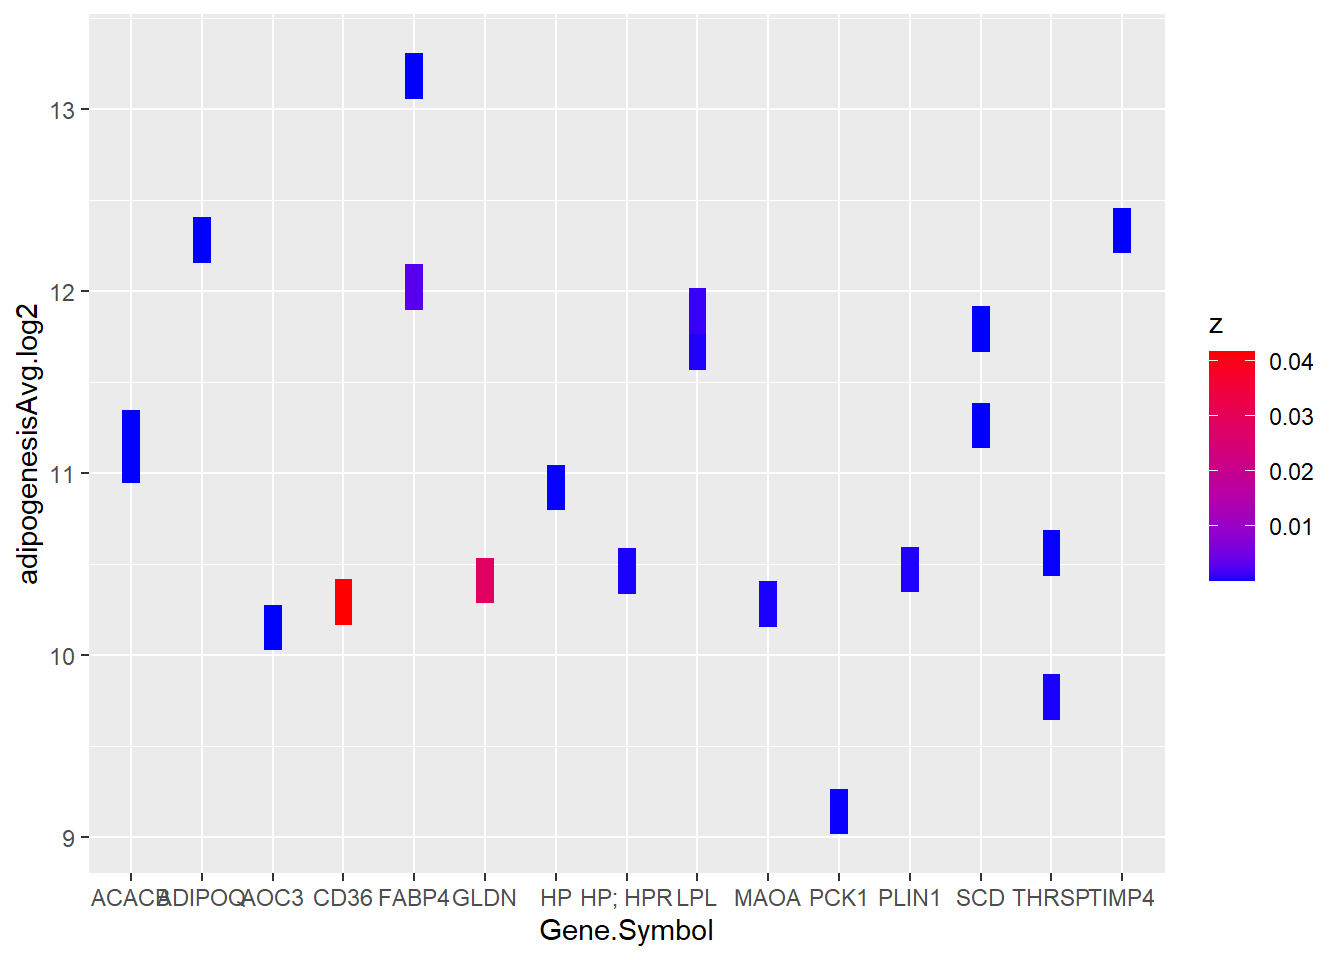 13
12
11
10
9
adipogenesisAvg.log2
ACACB ADIPOQ AOC3 CD36 FABP4 GLDN HP HP; HPR LPL MAOA PCK1 PLIN1 SCD THRSP TIMP4
Gene.Symbol
z
0.04
0.03
0.02
0.01